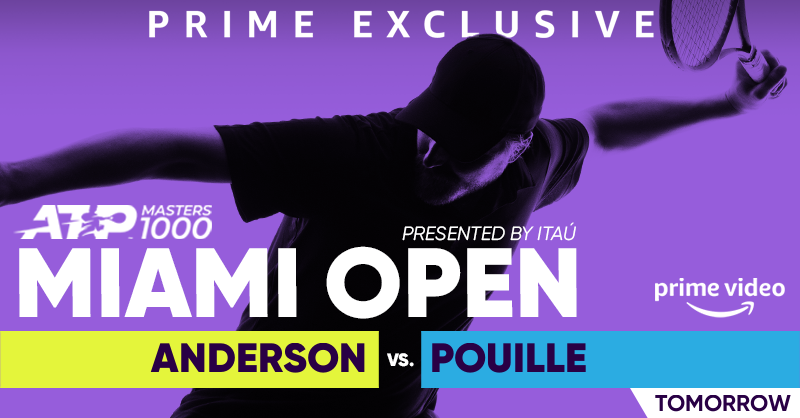 PRIME EXCLUSIVE
ATP MASTERS 1000
PRESENTED BY ITAÚ
MIAMI OPEN
prime video
ANDERSON vs. POUILLE
TOMORROW